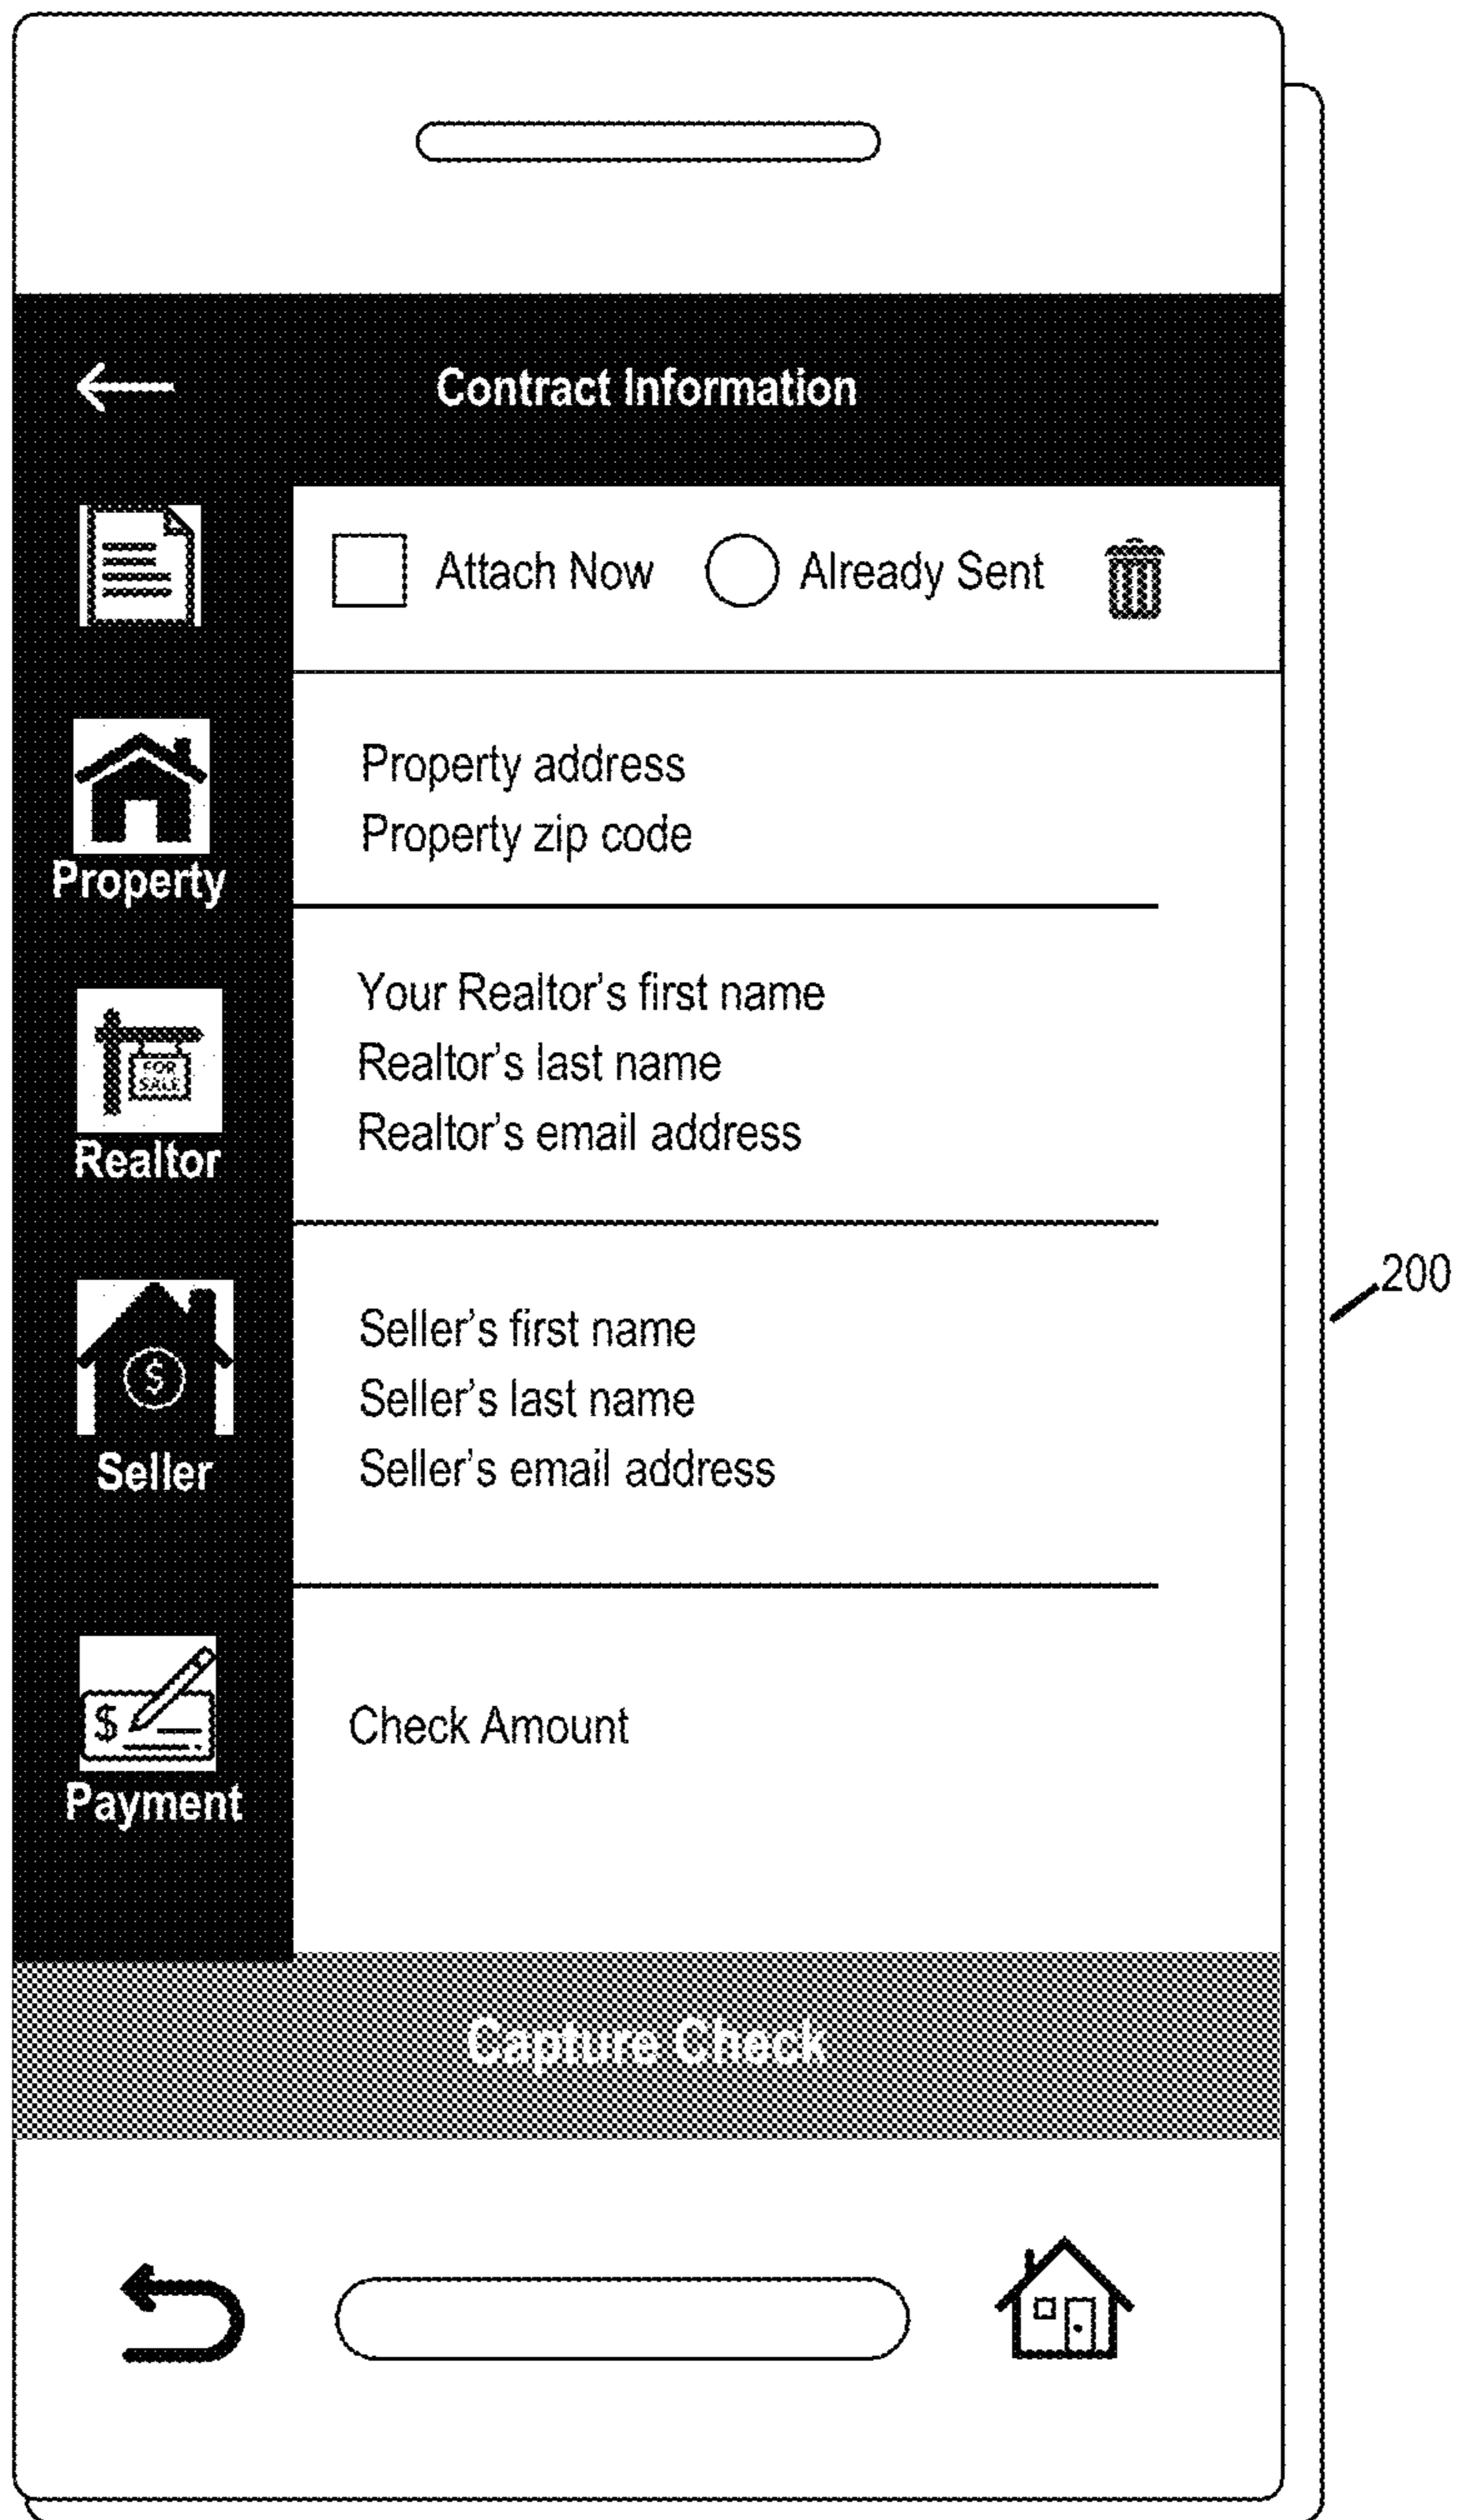 Contract Information
Attach Now Already Sent
Property address
Property zip code
Property
Your Realtor's first name
Realtor's last name
Realtor's email address
FOR
SALE
Realtor
200
Seller's first name
Seller's last name
Seller's email address
$
Seller
$
Check Amount
Payment
Capture Check